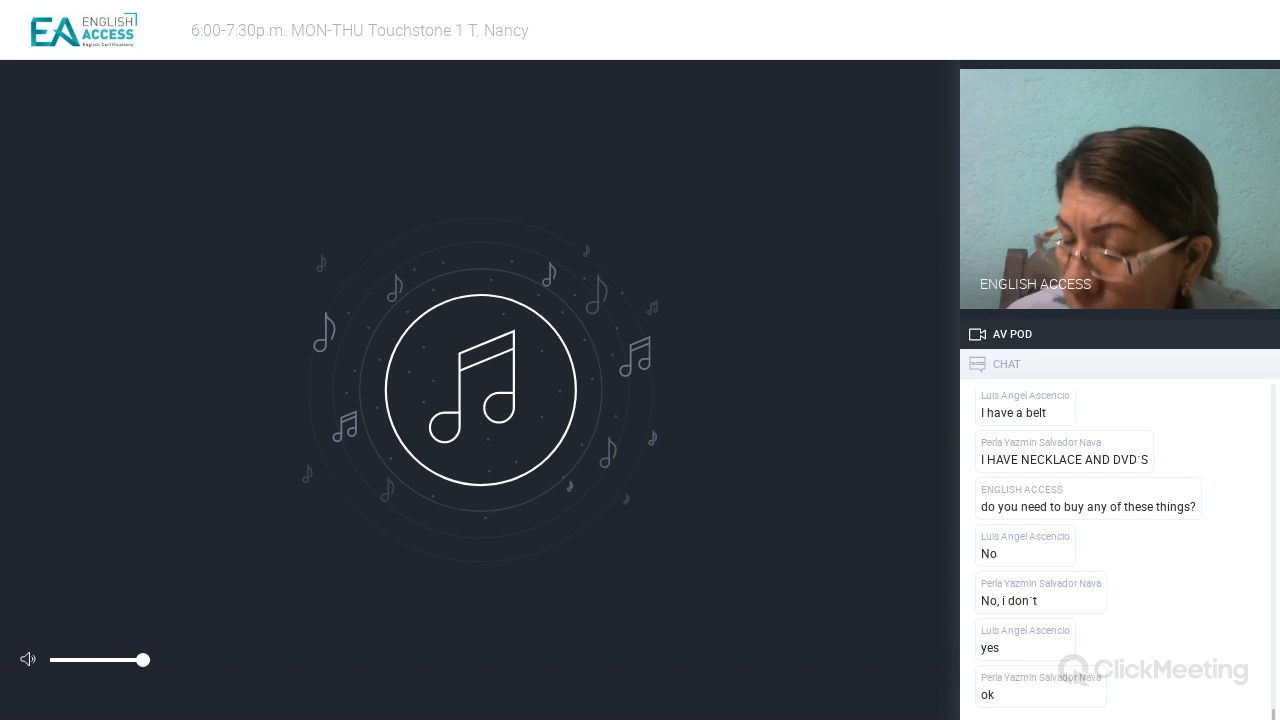 EA ENGLISH ACCESS
English Certifications
6:00-7:30p.m. MON-THU Touchstone 1 T. Nancy
ENGLISH ACCESS
AV POD
CHAT
Luis Angel Ascencio
I have a belt
Perla Yazmin Salvador Nava
I HAVE NECKLACE AND DVD´S
ENGLISH ACCESS
do you need to buy any of these things?
Luis Angel Ascencio
No
Perla Yazmin Salvador Nava
No, i don´t
Luis Angel Ascencio
yes
Perla Yazmin Salvador Nava
ok
ClickMeeting